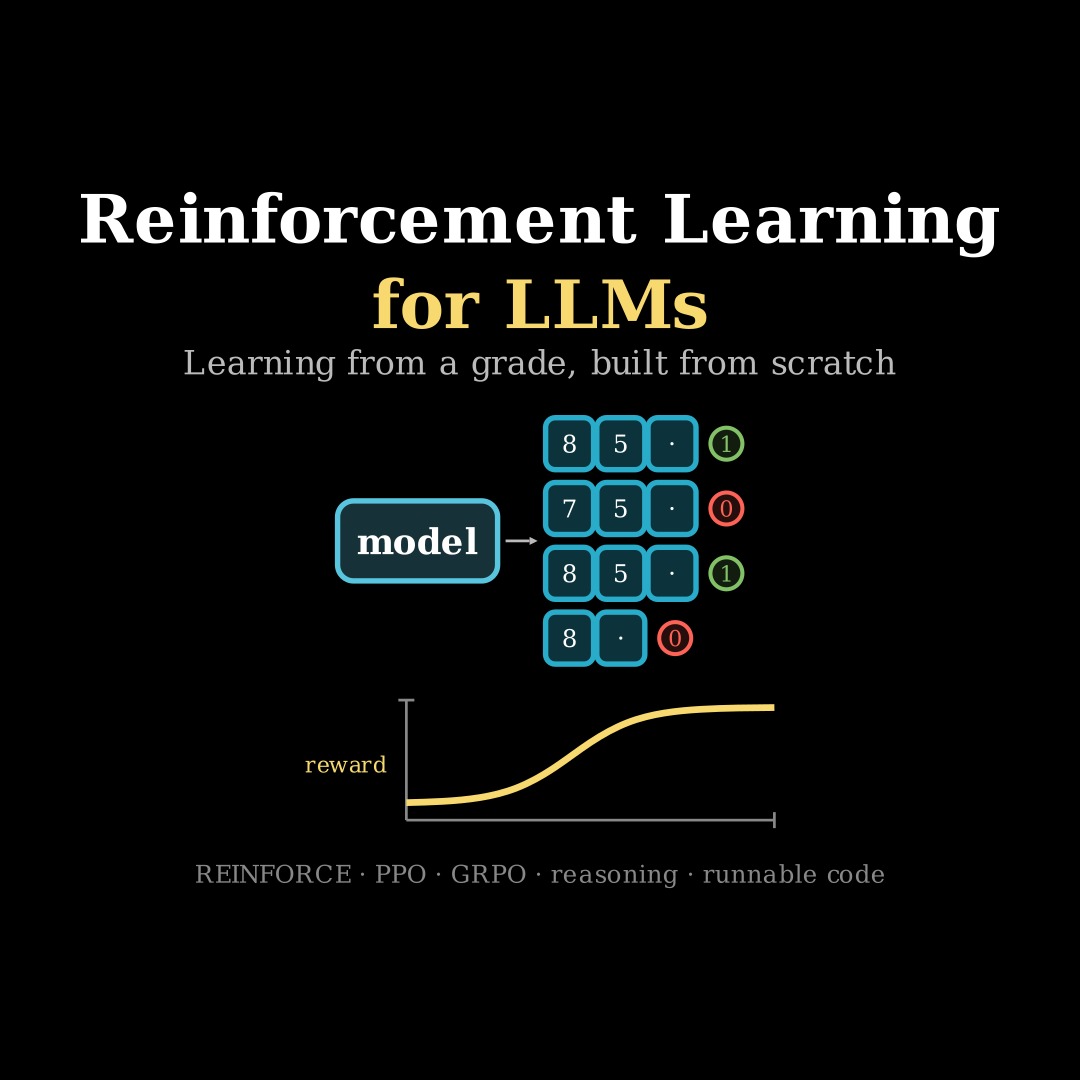 Reinforcement Learning
for LLMs
Learning from a grade, built from scratch
8 5 · 1
7 5 · 0
model
8 5 · 1
8 · 0
reward
REINFORCE · PPO · GRPO · reasoning · runnable code